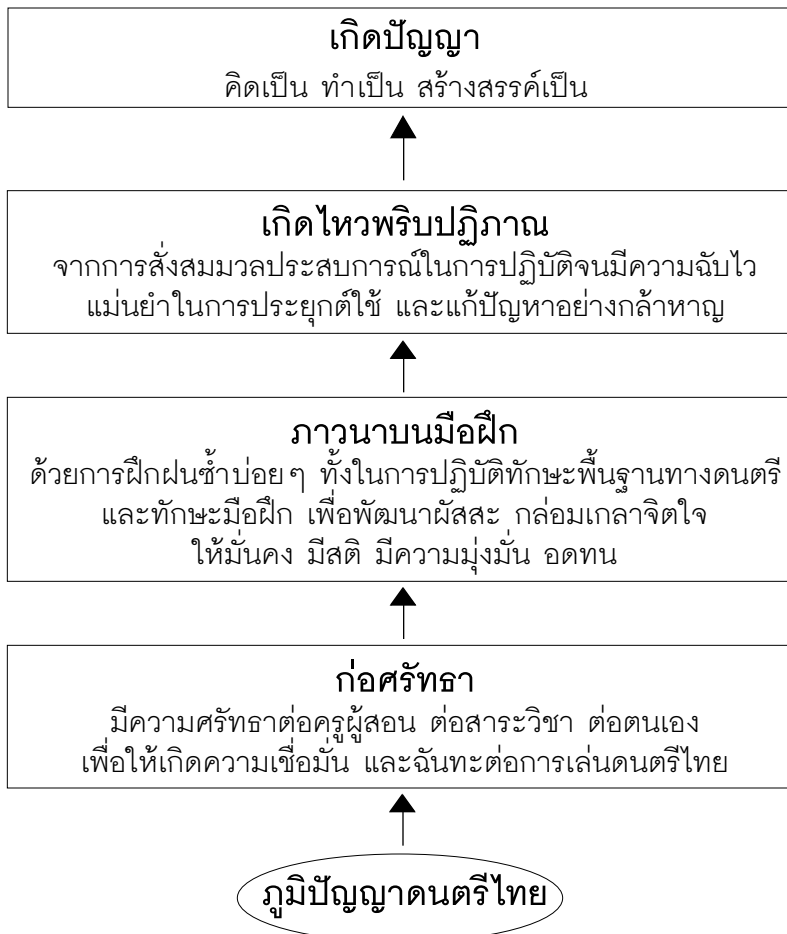 เกิดปัญญา
คิดเป็น ทำเป็น สร้างสรรค์เป็น
เกิดไหวพริบปฏิภาณ
จากการสั่งสมมวลประสบการณ์ในการปฏิบัติจนมีความฉับไว
แม่นยำในการประยุกต์ใช้ และแก้ปัญหาอย่างกล้าหาญ
ภาวนาบนมือฝึก
ด้วยการฝึกฝนซ้ำบ่อยๆ ทั้งในการปฏิบัติทักษะพื้นฐานทางดนตรี
และทักษะมือฝึก เพื่อพัฒนาผัสสะ กล่อมเกลาจิตใจ
ให้มั่นคง มีสติ มีความมุ่งมั่น อดทน
ก่อศรัทธา
มีความศรัทธาต่อครูผู้สอน ต่อสาระวิชา ต่อตนเอง
เพื่อให้เกิดความเชื่อมั่น และฉันทะต่อการเล่นดนตรีไทย
ภูมิปัญญาดนตรีไทย